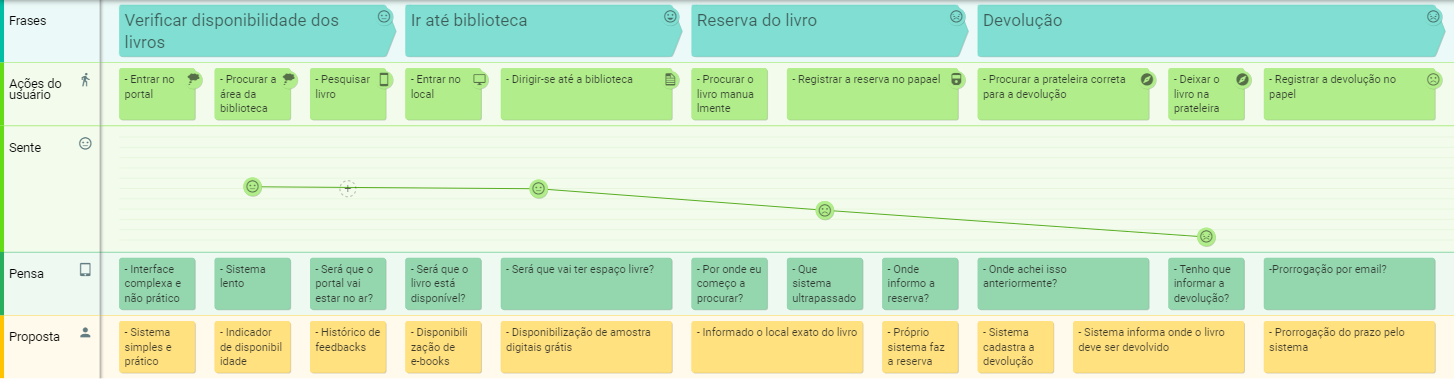 Frases
Verificar disponibilidade dos
livros
Ir até biblioteca
Reserva do livro
Devolução
Ações do
usuário
- Entrar no
portal
- Procurar a
área da
biblioteca
- Pesquisar
livro
- Entrar no
local
- Dirigir-se até a biblioteca
- Procurar o
livro manua
lmente
- Registrar a reserva no papael
- Procurar a prateleira correta
para a devolução
- Deixar o
livro na
prateleira
- Registrar a devolução no
papel
Sente
Pensa
- Interface
complexa e
não prático
- Sistema
lento
- Será que o
portal vai
estar no ar?
- Será que o
livro está
disponível?
- Será que vai ter espaço livre?
- Por onde eu
começo a
procurar?
- Que
sistema
ultrapassado
- Onde
informo a
reserva?
- Onde achei isso
anteriormente?
- Tenho que
informar a
devolução?
-Prorrogação por email?
Proposta
- Sistema
simples e
prático
- Indicador
de disponibil
idade
- Histórico de
feedbacks
- Disponibili
zação de
e-books
- Disponibilização de amostra
digitais grátis
- Informado o local exato do livro
- Próprio
sistema faz
a reserva
- Sistema
cadastra a
devolução
- Sistema informa onde o livro
deve ser devolvido
- Prorrogação do prazo pelo
sistema